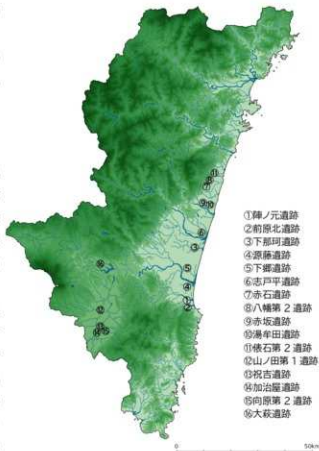 ①陣ノ元遺跡
②前原北遺跡
③下那珂遺跡
④源藤遺跡
⑤下郷遺跡
⑥志戸平遺跡
⑦赤石遺跡
⑧八幡第2遺跡
⑨赤坂遺跡
⑩湯牟田遺跡
⑪俵石第2遺跡
⑫山ノ田第1遺跡
⑬祝吉遺跡
⑭加治屋遺跡
⑮向原第2遺跡
⑯大萩遺跡
0 50km